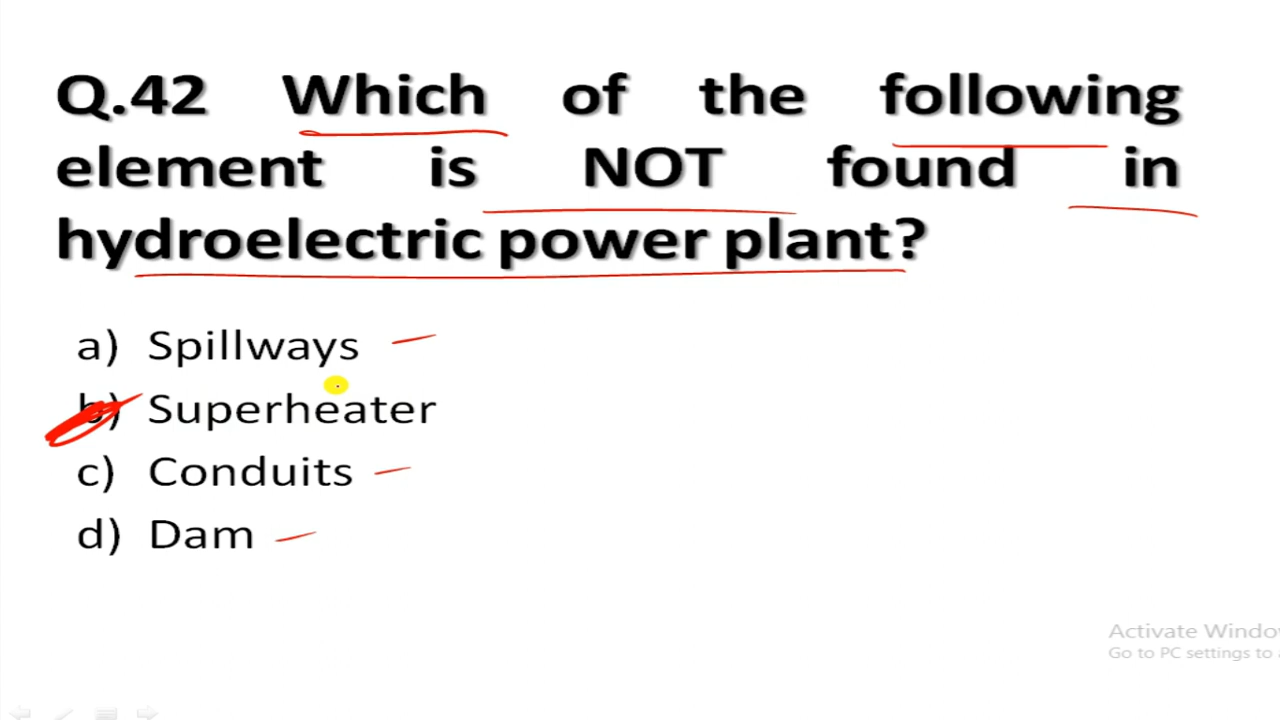 Q.42 Which of the following
element is NOT found in
hydroelectric power plant?
a) Spillways
b) Superheater
c) Conduits
d) Dam
Activate Windo
Go to PC settings to a